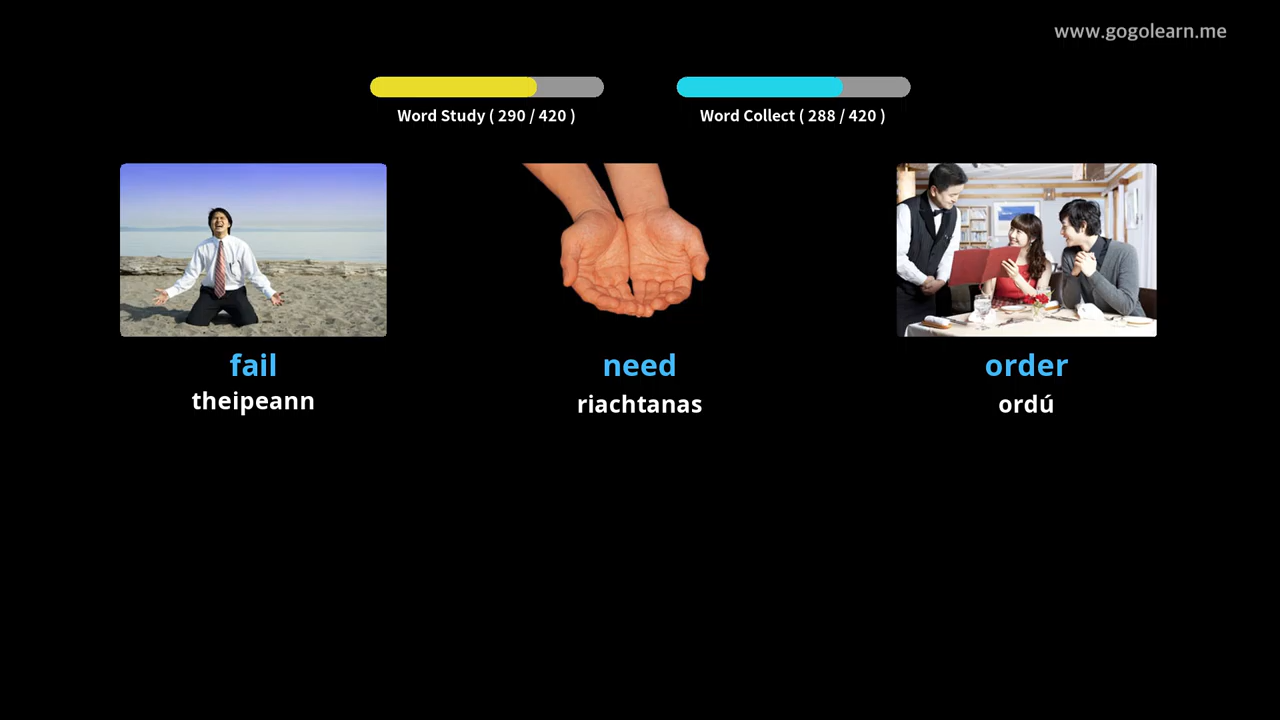 www.gogolearn.me
Word Study ( 290 / 420 )
Word Collect ( 288 / 420 )
fail
theipeann
need
riachtanas
order
ordú